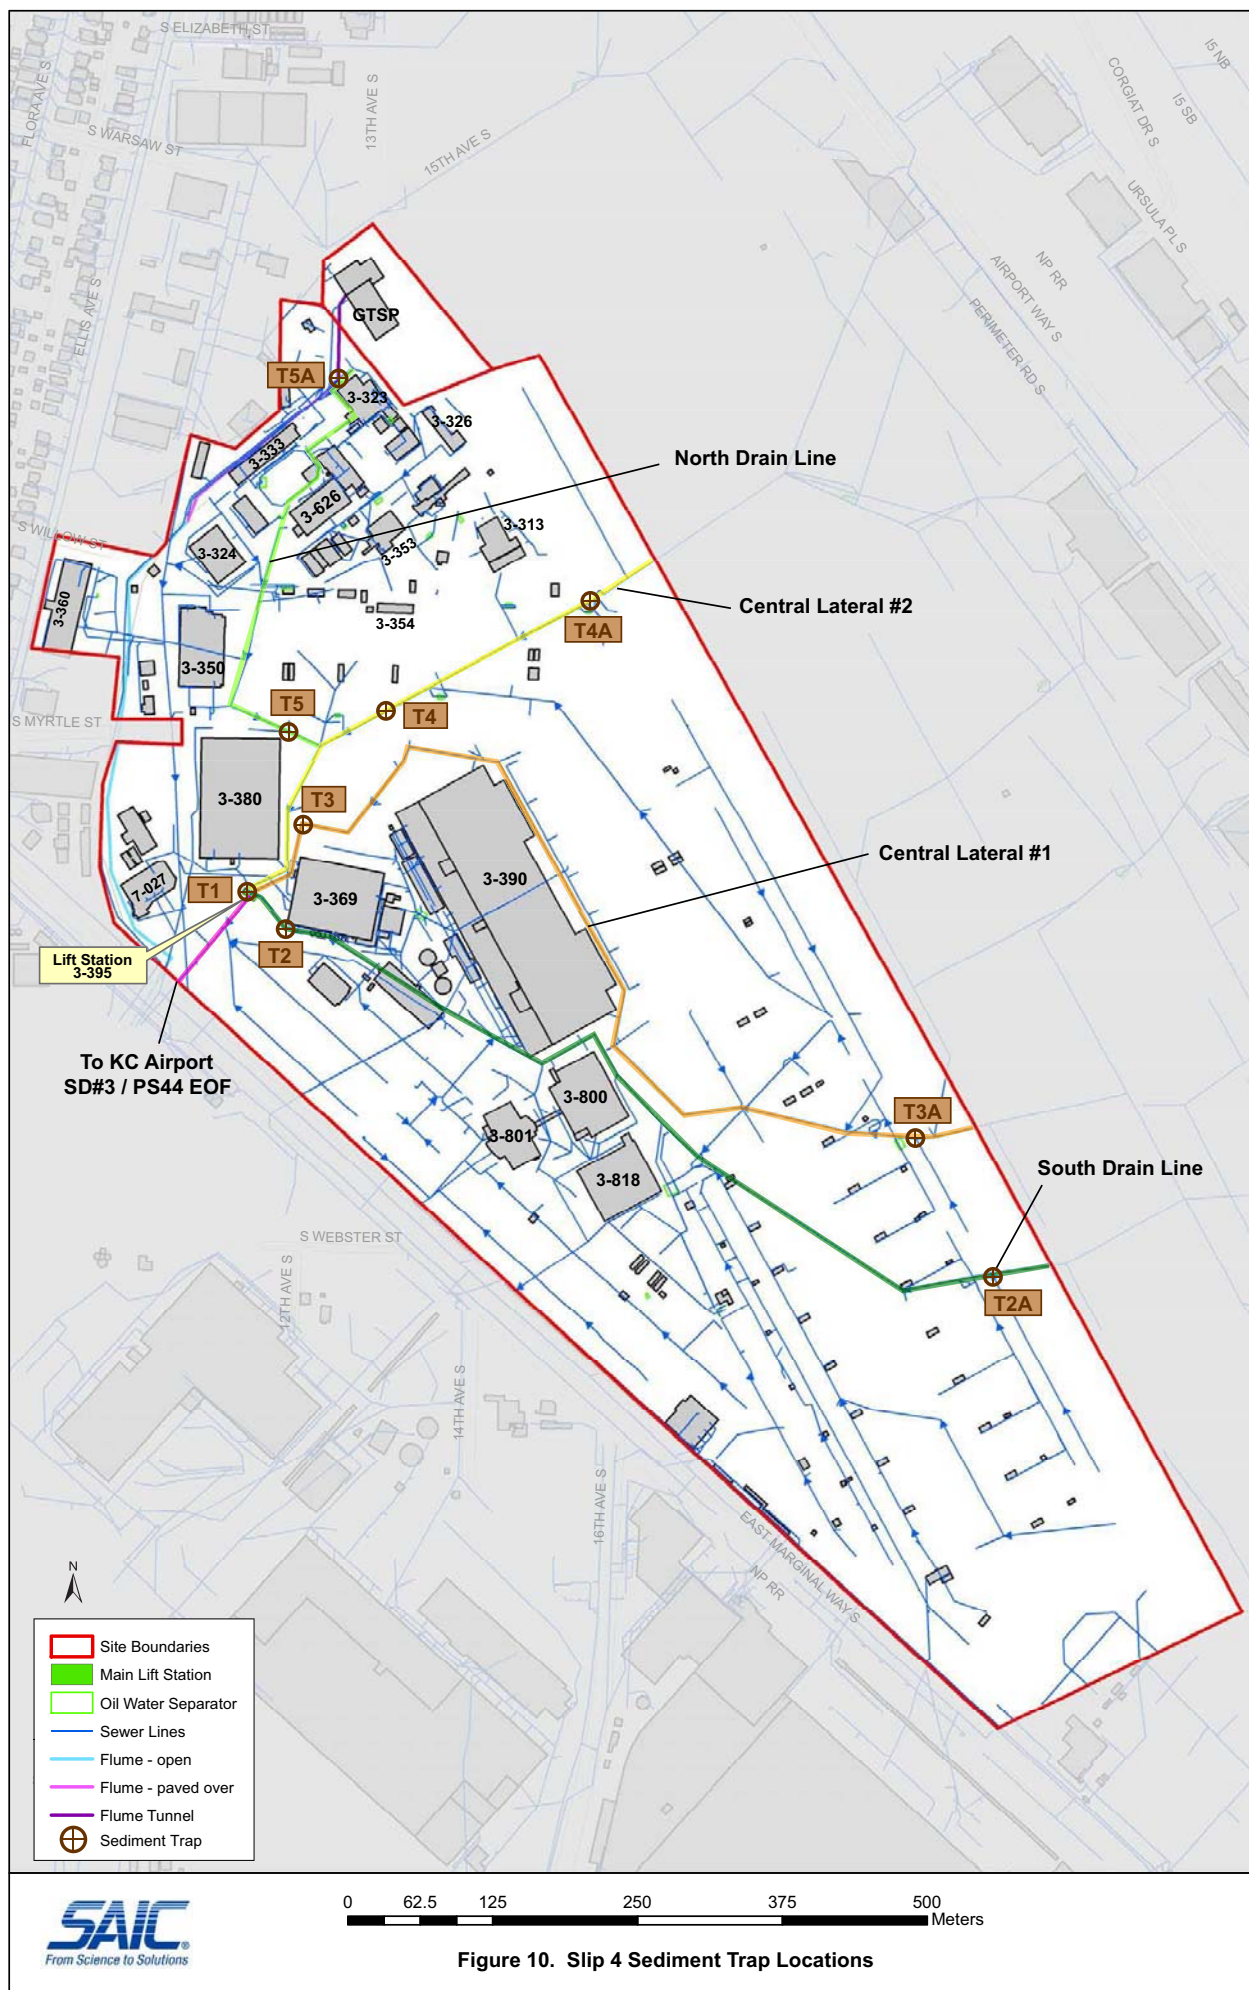 S ELIZABETH ST
FLORA AVE S
S WARSAW ST
13TH AVE S
15TH AVE S
CORGIAT DR S
I5 NB
I5 SB
URSULA PL S
NP RR
AIRPORT WAY S
PERIMETER RD S
ELLIS AVE S
GTSP
T5A
3-323
3-326
3-333
North Drain Line
3-626
3-313
3-353
S WILLOW ST
3-324
3-360
3-354
Central Lateral #2
T4A
3-350
T5
T4
S MYRTLE ST
3-380
T3
Central Lateral #1
3-390
7-027
T1
3-369
T2
Lift Station
3-395
To KC Airport
SD#3 / PS44 EOF
3-800
T3A
3-801
South Drain Line
3-818
S WEBSTER ST
12TH AVE S
T2A
14TH AVE S
16TH AVE S
EAST MARGINAL WAY S
NP RR
N
Site Boundaries
Main Lift Station
Oil Water Separator
Sewer Lines
Flume - open
Flume - paved over
Flume Tunnel
Sediment Trap
SAIC
From Science to Solutions
0 62.5 125 250 375 500
Meters
Figure 10. Slip 4 Sediment Trap Locations